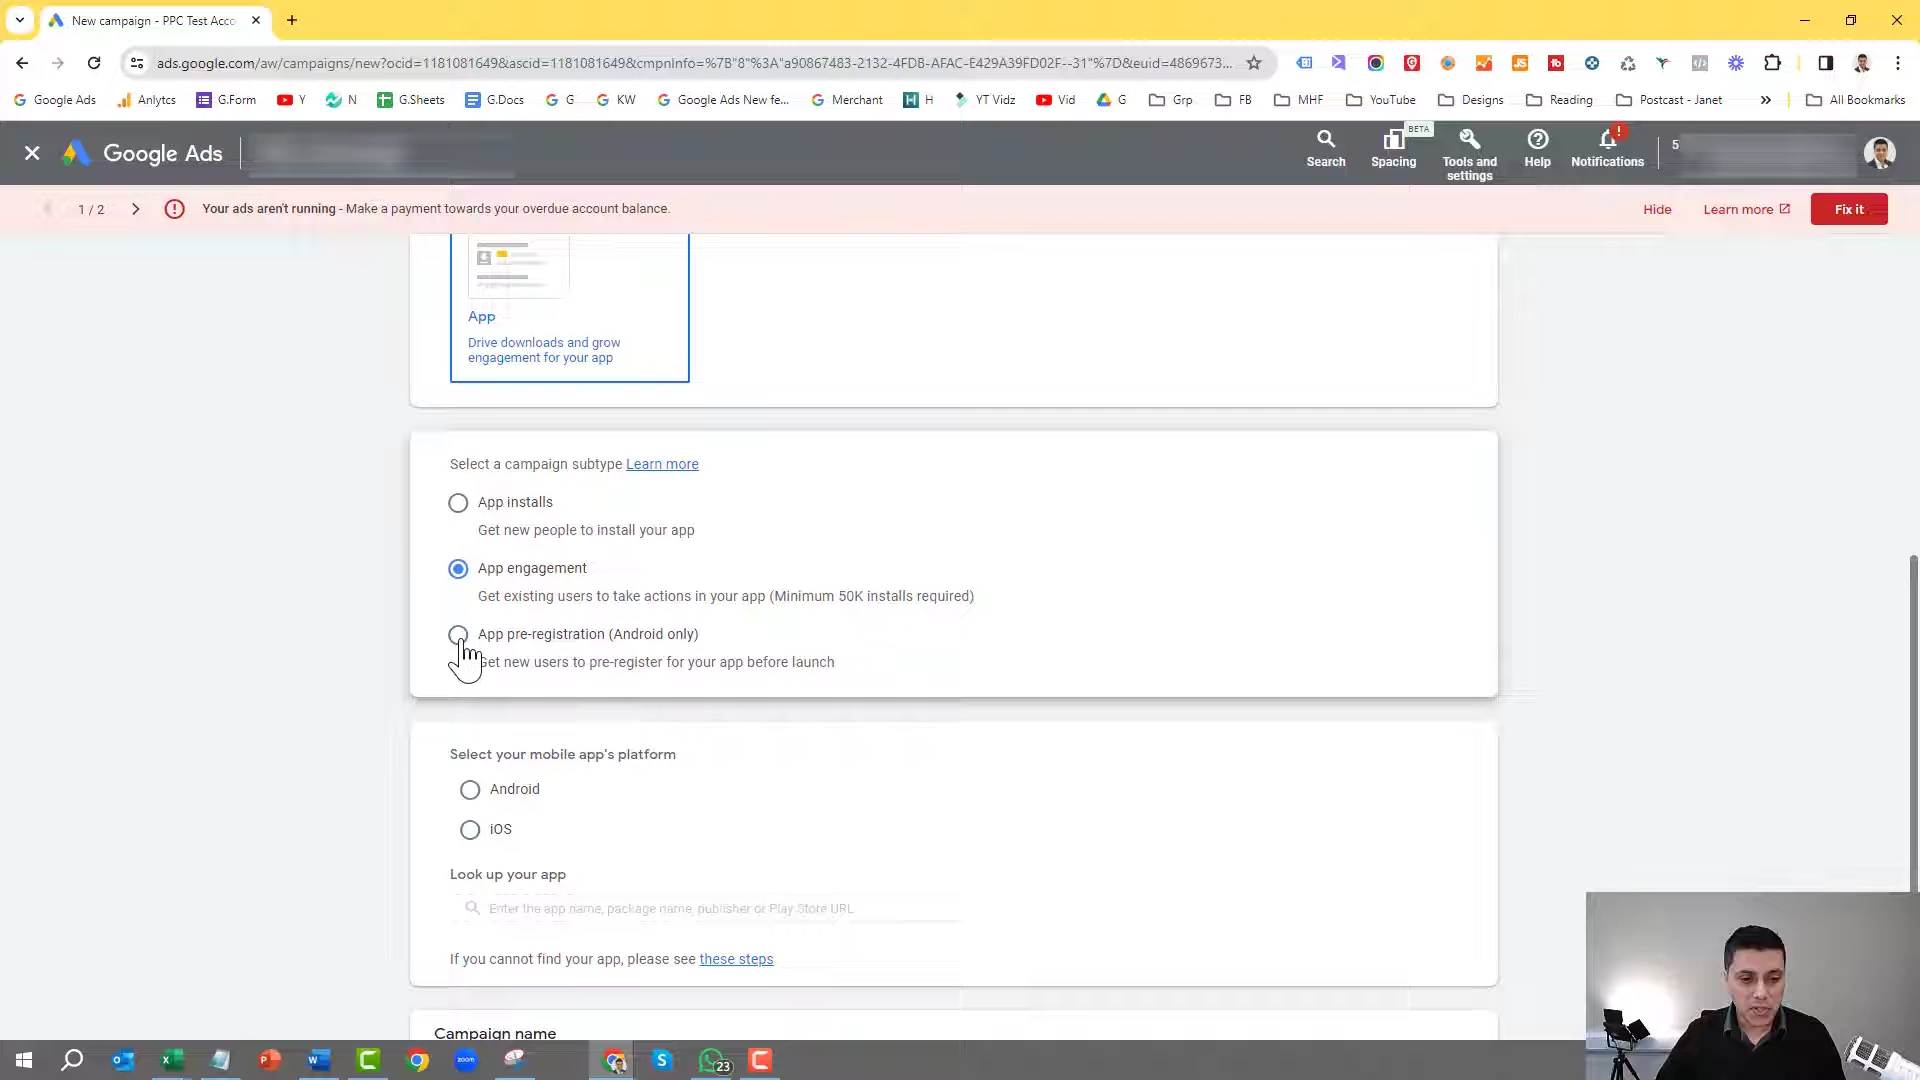 New campaign - PPC Test Acco
ads.google.com/aw/campaigns/new?ocid=1181081649&ascid=1181081649&cmpnInfo=%7B"8"%3A"a90867483-2132-4FDB-AFAC-E429A39FD02F--31"%7D&euid=4869673...
Google Ads
Anlytcs
G.Form
Y
N
G.Sheets
G.Docs
G
KW
Google Ads New fe...
Merchant
H
YT Vidz
Vid
G
Grp
FB
MHF
YouTube
Designs
Reading
Postcast - Janet
All Bookmarks
Google Ads
Search
BETA
Spacing
Tools and settings
Help
Notifications
5
1 / 2
Your ads aren't running - Make a payment towards your overdue account balance.
Hide
Learn more
Fix it
App
Drive downloads and grow
engagement for your app
Select a campaign subtype Learn more
App installs
Get new people to install your app
App engagement
Get existing users to take actions in your app (Minimum 50K installs required)
App pre-registration (Android only)
Get new users to pre-register for your app before launch
Select your mobile app's platform
Android
iOS
Look up your app
Enter the app name, package name, publisher or Play Store URL
If you cannot find your app, please see these steps
Campaign name
zoom
23